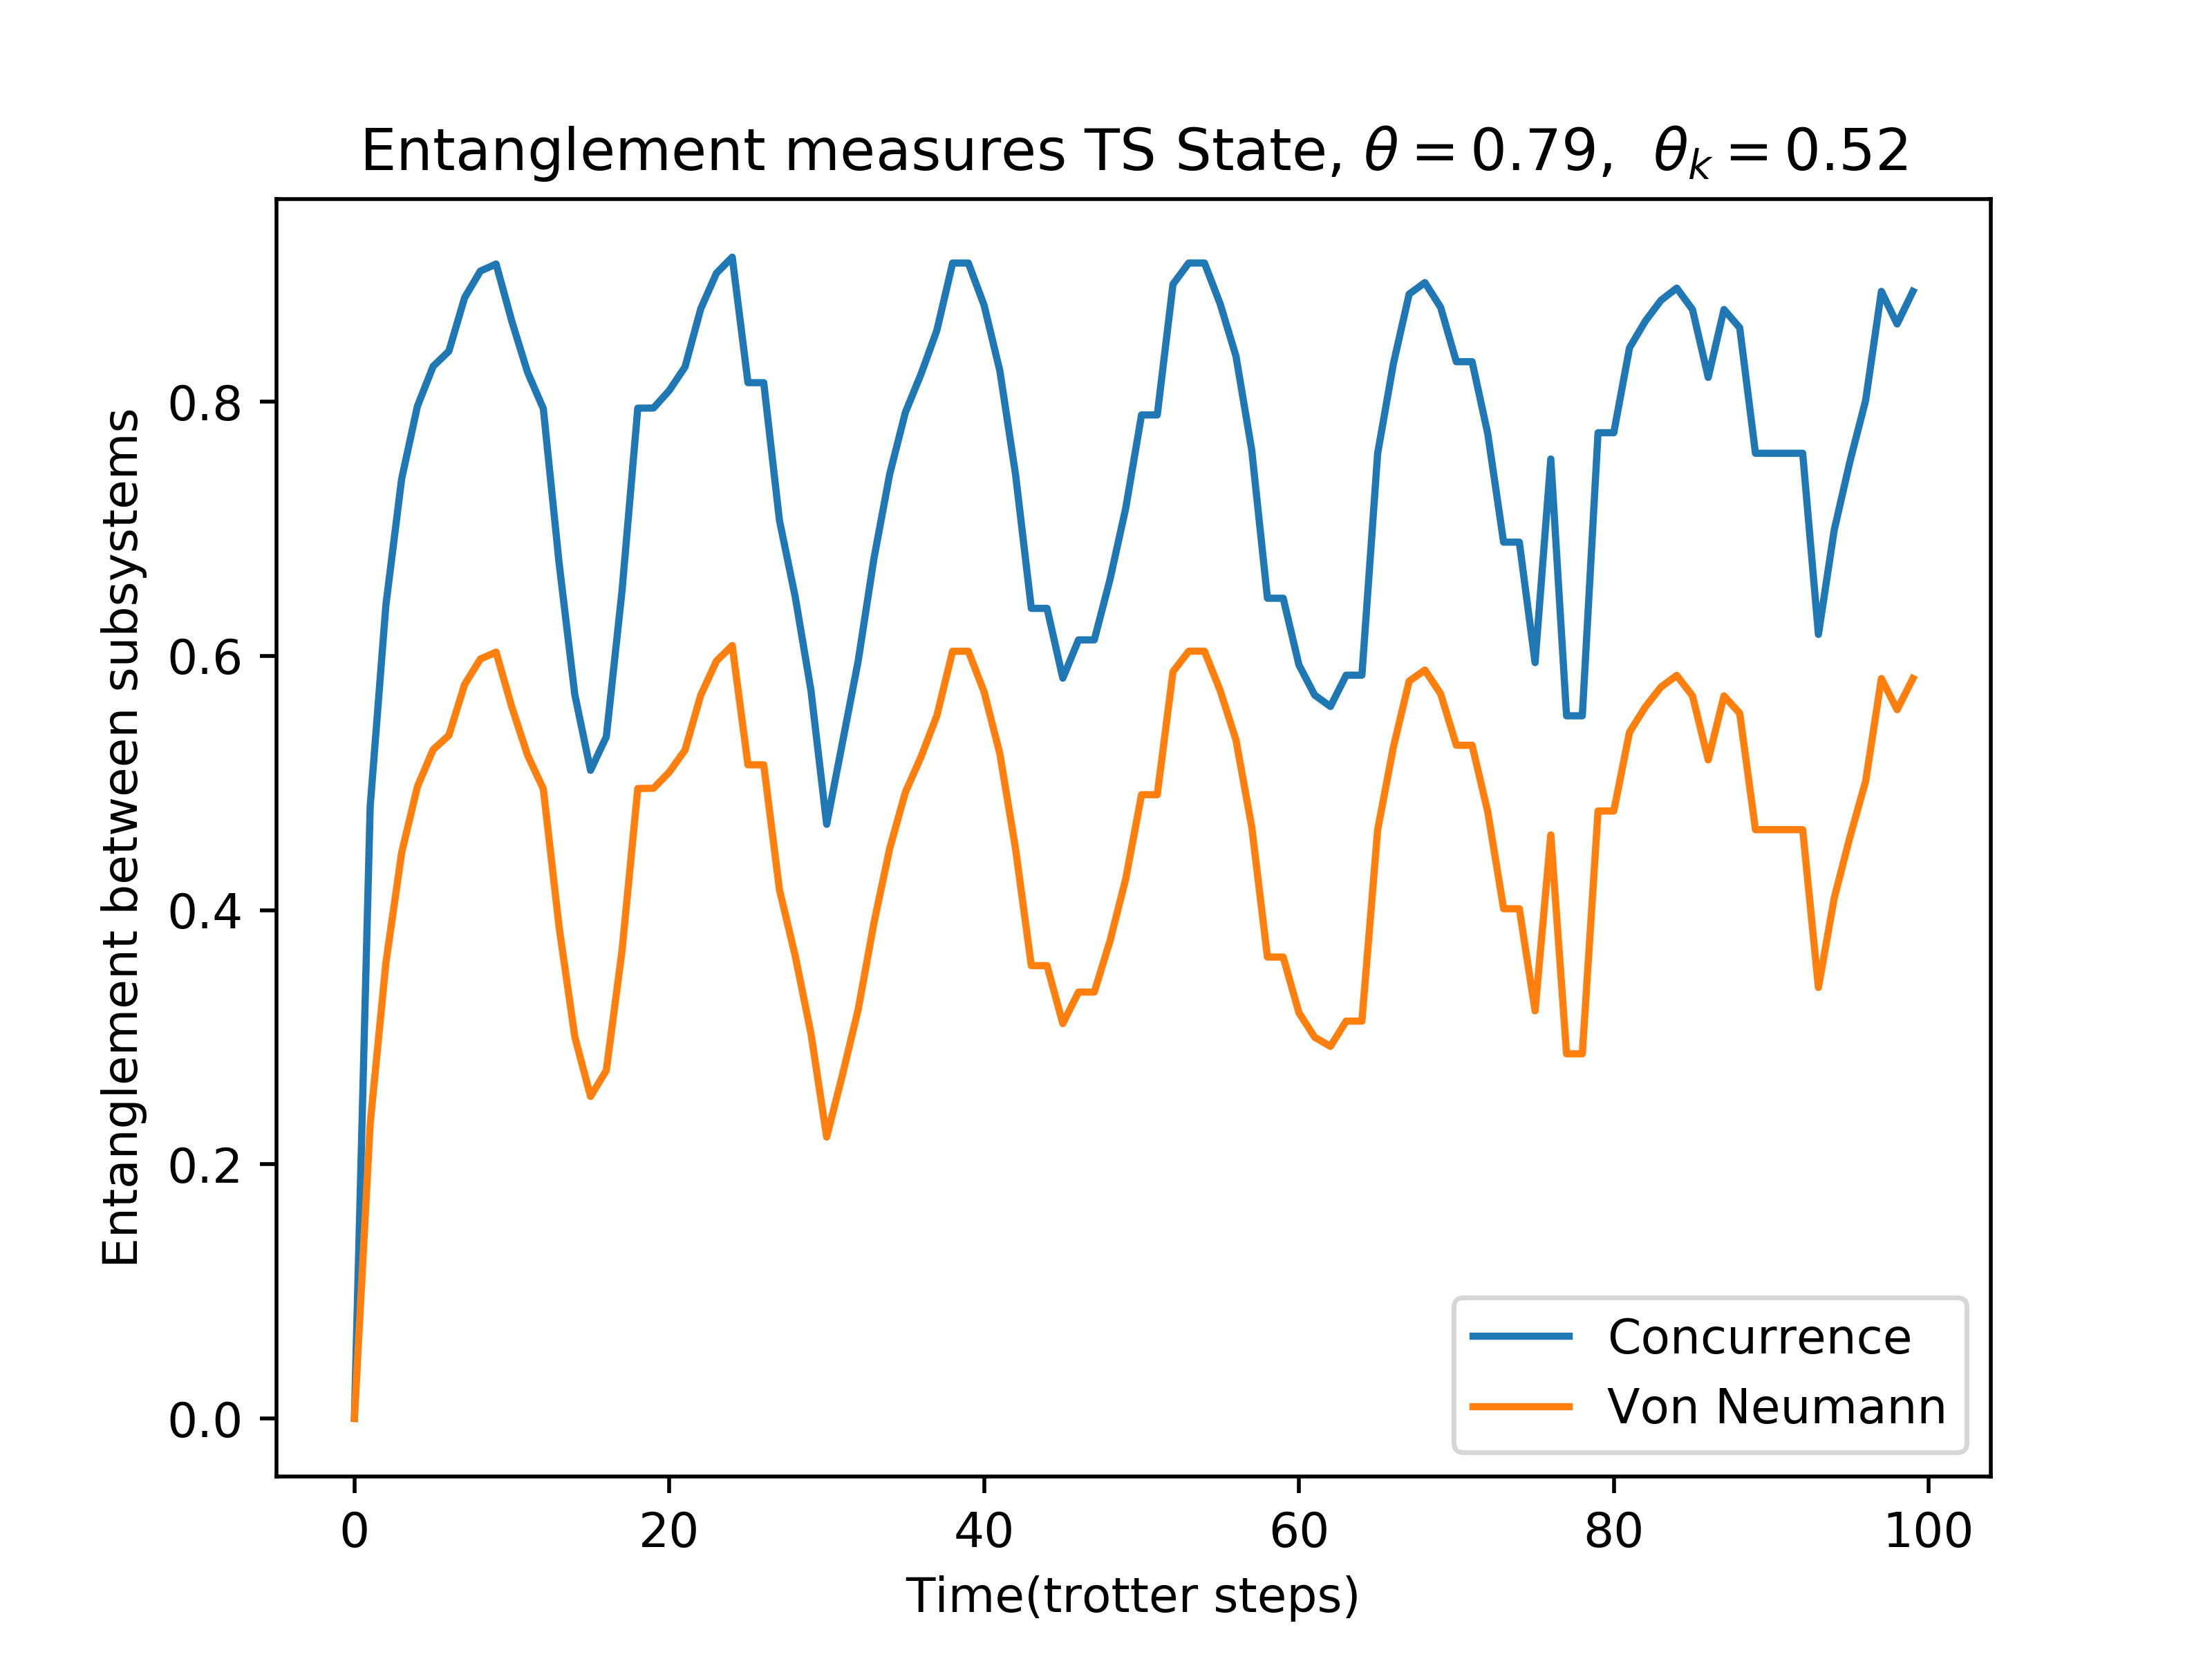 Entanglement measures TS State, θ = 0.79, θₖ = 0.52
Entanglement between subsystems
0.8
0.6
0.4
0.2
0.0
Concurrence
Von Neumann
0 20 40 60 80 100
Time(trotter steps)